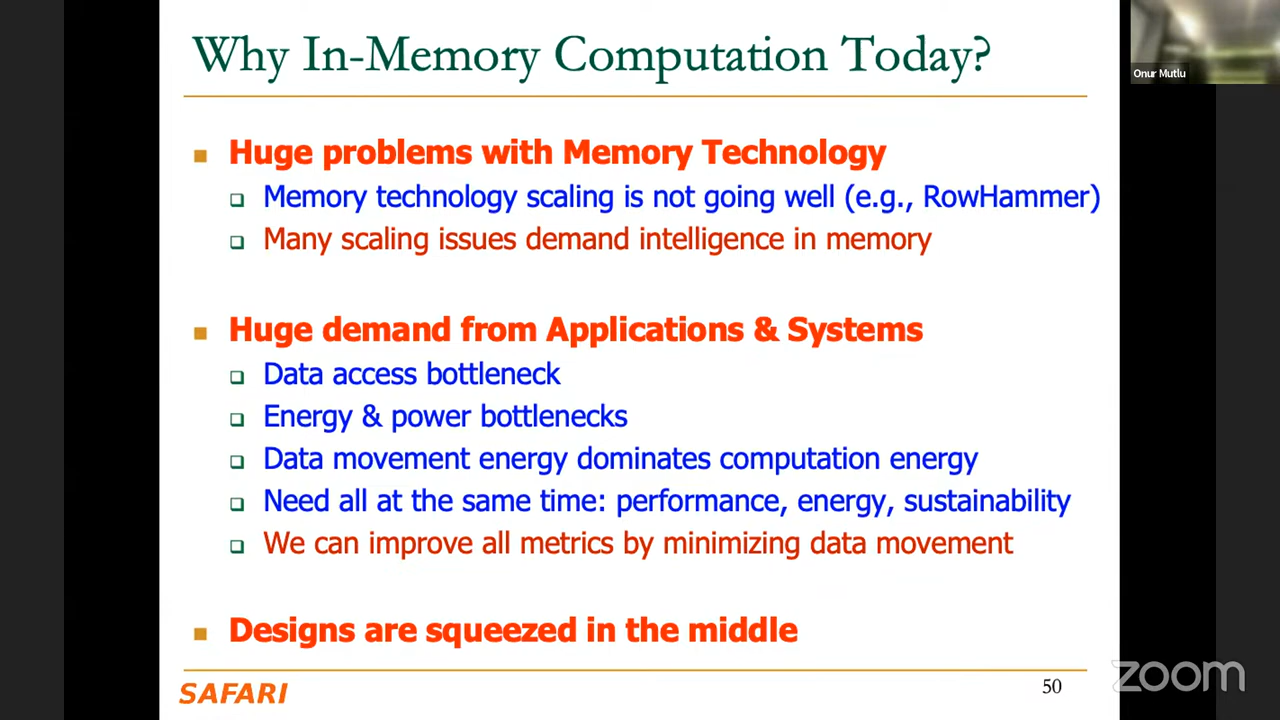 Why In-Memory Computation Today?
Onur Mutlu
Huge problems with Memory Technology
Memory technology scaling is not going well (e.g., RowHammer)
Many scaling issues demand intelligence in memory
Huge demand from Applications & Systems
Data access bottleneck
Energy & power bottlenecks
Data movement energy dominates computation energy
Need all at the same time: performance, energy, sustainability
We can improve all metrics by minimizing data movement
Designs are squeezed in the middle
SAFARI
50
zoom